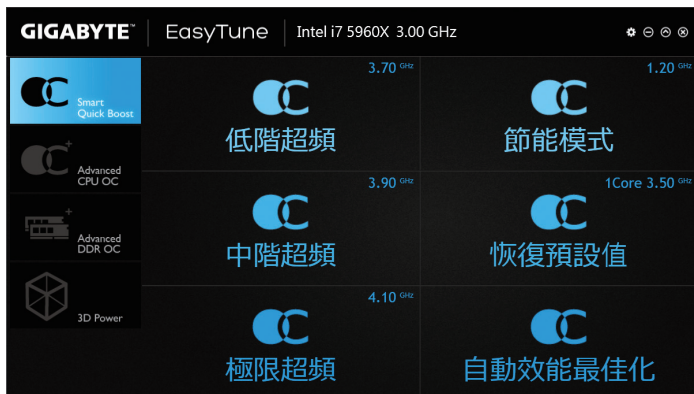 GIGABYTE™ EasyTune Intel i7 5960X 3.00 GHz
Smart
Quick Boost
Advanced
CPU OC
Advanced
DDR OC
3D Power
3.70 GHz
低階超頻
1.20 GHz
節能模式
3.90 GHz
中階超頻
1Core 3.50 GHz
恢復預設值
4.10 GHz
極限超頻
自動效能最佳化